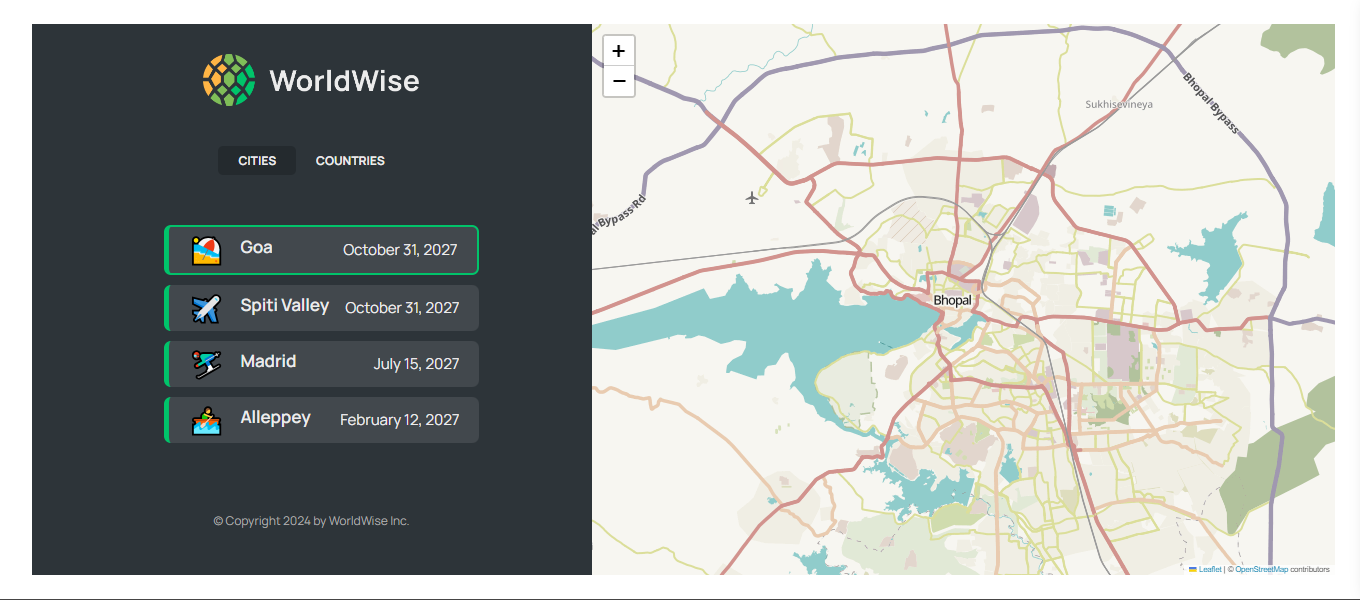 WorldWise
CITIES COUNTRIES
Goa October 31, 2027
Spiti Valley October 31, 2027
Madrid July 15, 2027
Alleppey February 12, 2027
© Copyright 2024 by WorldWise Inc.
+
−
Sukhisevineya
Bhopal Bypass
al Bypass Rd
Bhopal
Leaflet | © OpenStreetMap contributors